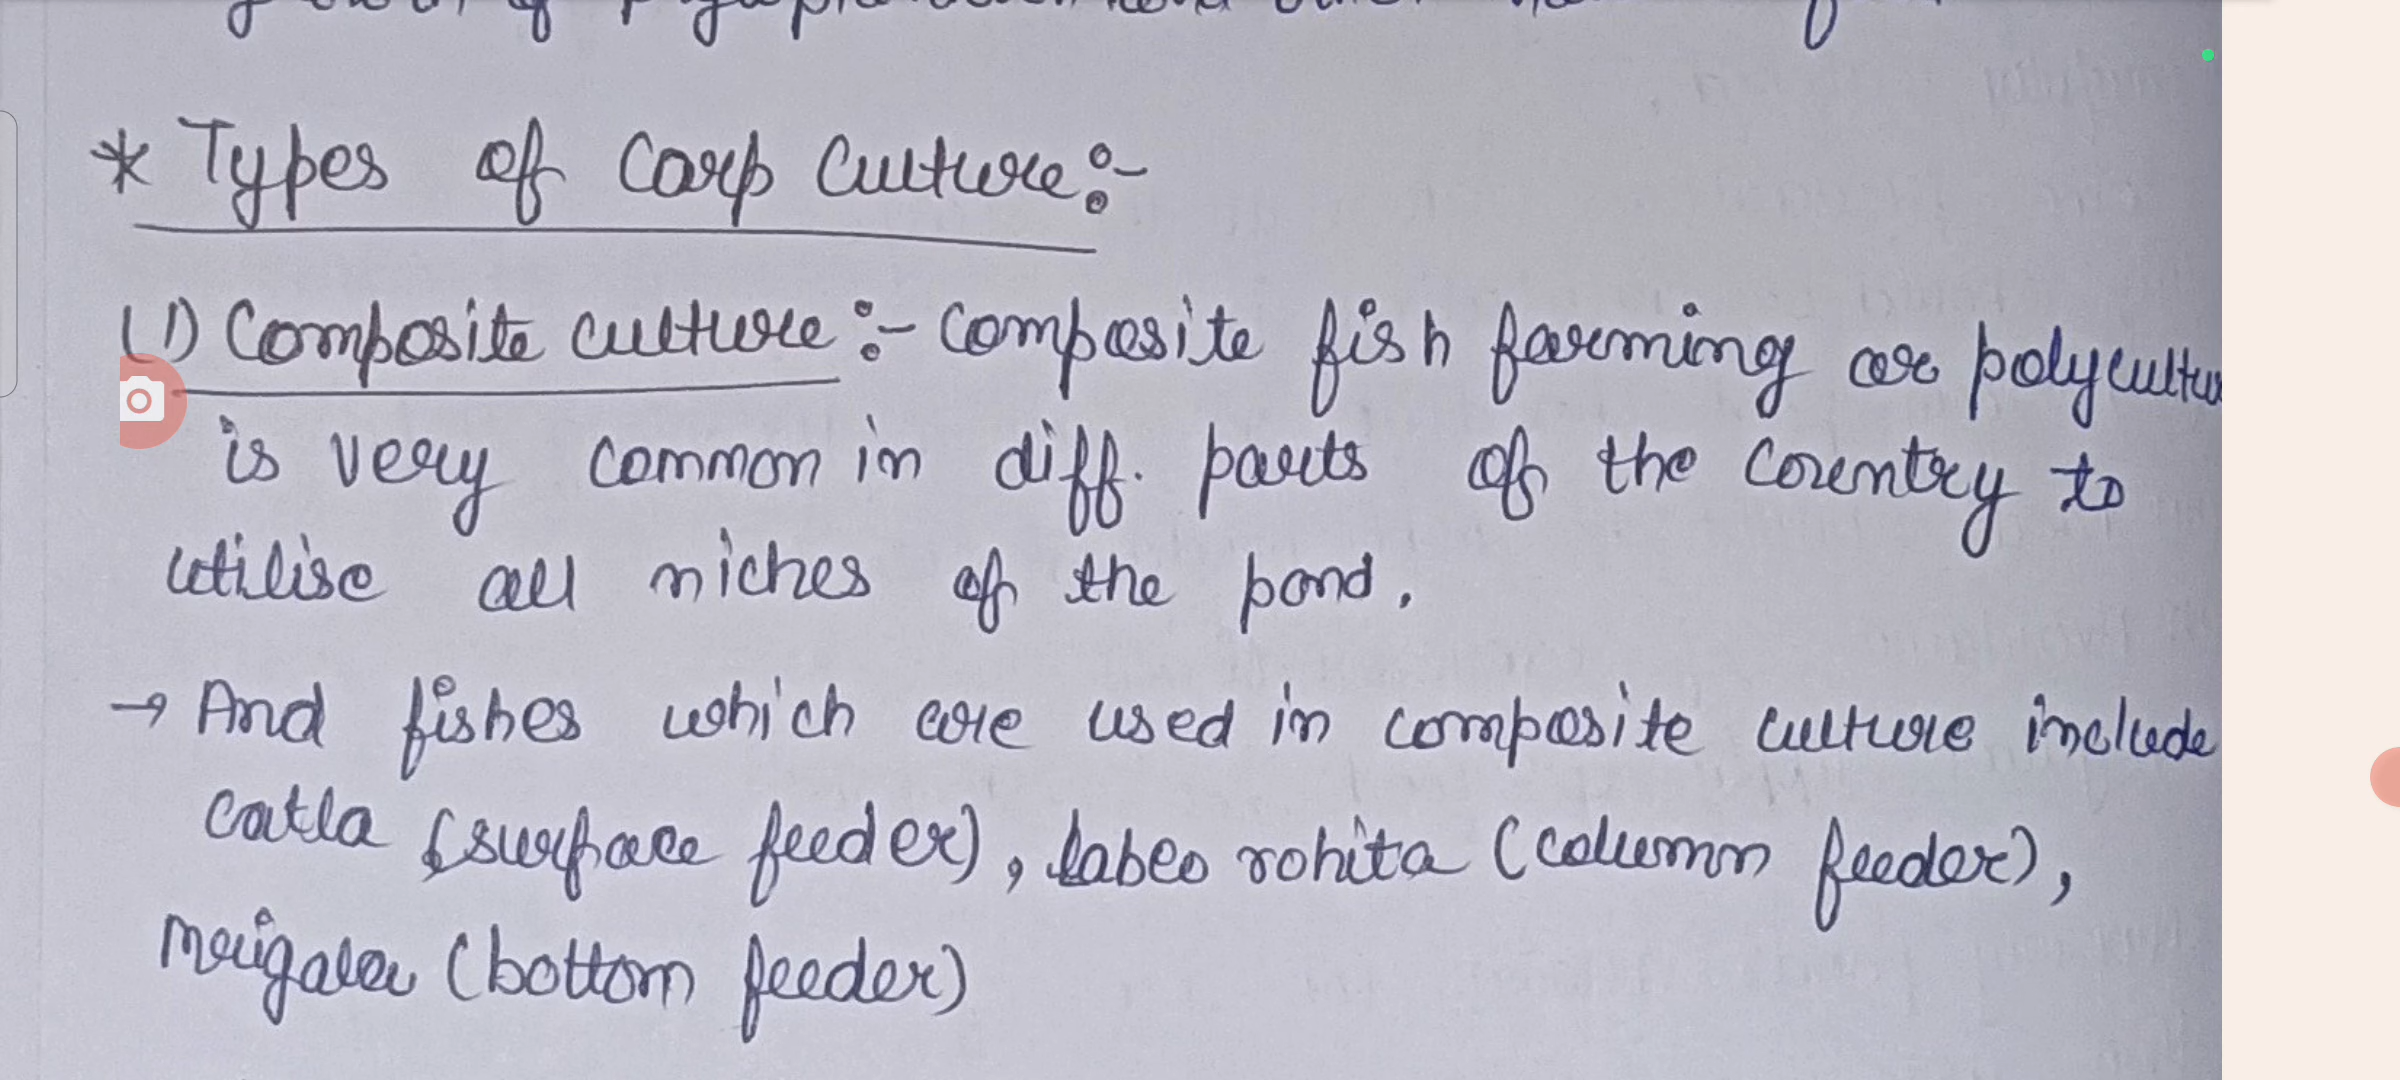 * Types of Carp Culture:-
(1) Composite culture:- Composite fish farming or polycultu
is very common in diff. parts of the country to
utilise all niches of the pond.
→ And fishes which are used in composite culture include
catla (surface feeder), labeo rohita (column feeder),
mrigala (bottom feeder)